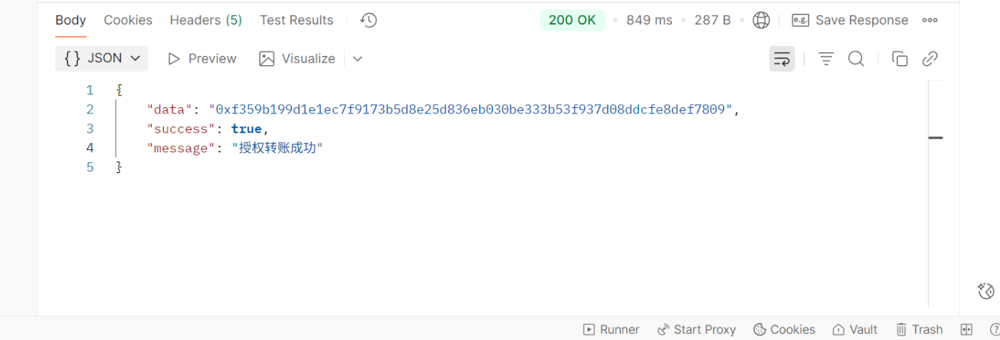 Body Cookies Headers (5) Test Results 200 OK • 849 ms • 287 B • e.g. Save Response
{} JSON Preview Visualize
1 {
2 "data": "0xf359b199d1e1ec7f9173b5d8e25d836eb030be333b53f937d08ddcfe8def7809",
3 "success": true,
4 "message": "授权转账成功"
5 }
Runner Start Proxy Cookies Vault Trash